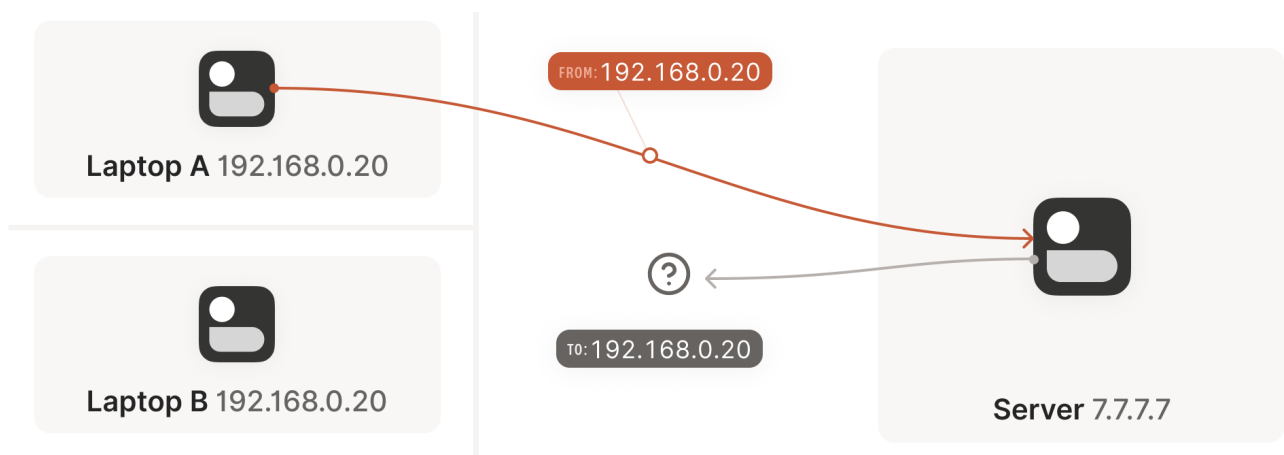 FROM: 192.168.0.20
Laptop A 192.168.0.20
?
TO: 192.168.0.20
Laptop B 192.168.0.20
Server 7.7.7.7